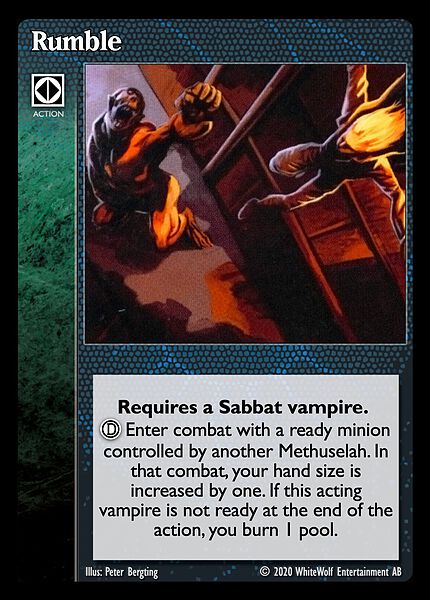 Rumble
ACTION
Requires a Sabbat vampire.
D Enter combat with a ready minion
controlled by another Methuselah. In
that combat, your hand size is
increased by one. If this acting
vampire is not ready at the end of the
action, you burn 1 pool.
Illus: Peter Bergting © 2020 WhiteWolf Entertainment AB